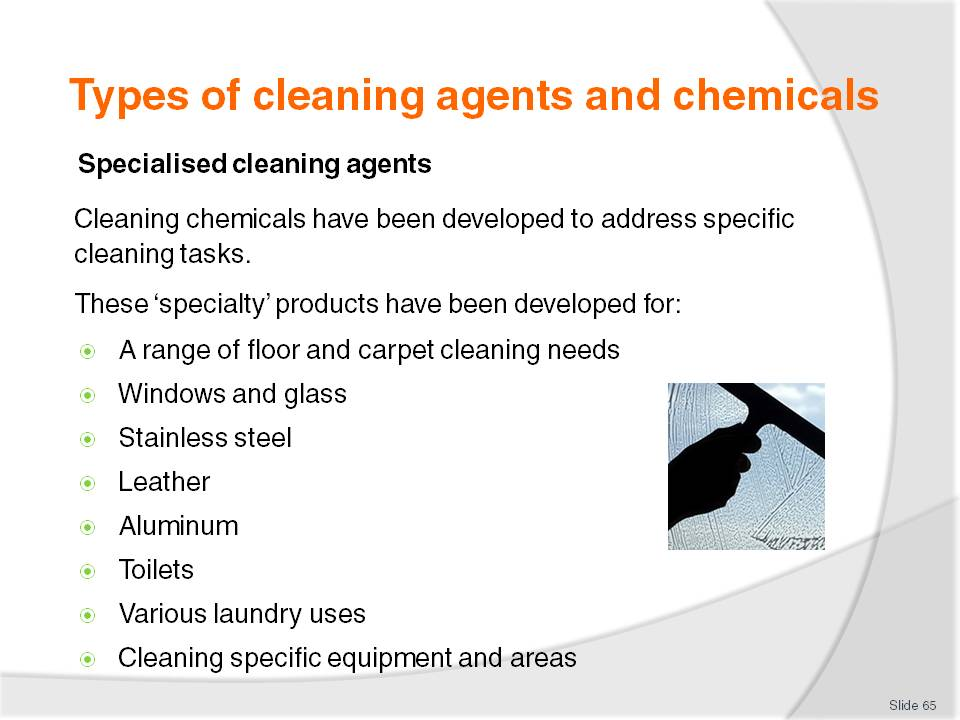 Types of cleaning agents and chemicals
Specialised cleaning agents
Cleaning chemicals have been developed to address specific
cleaning tasks.
These ‘specialty’ products have been developed for:
A range of floor and carpet cleaning needs
Windows and glass
Stainless steel
Leather
Aluminum
Toilets
Various laundry uses
Cleaning specific equipment and areas
Slide 65